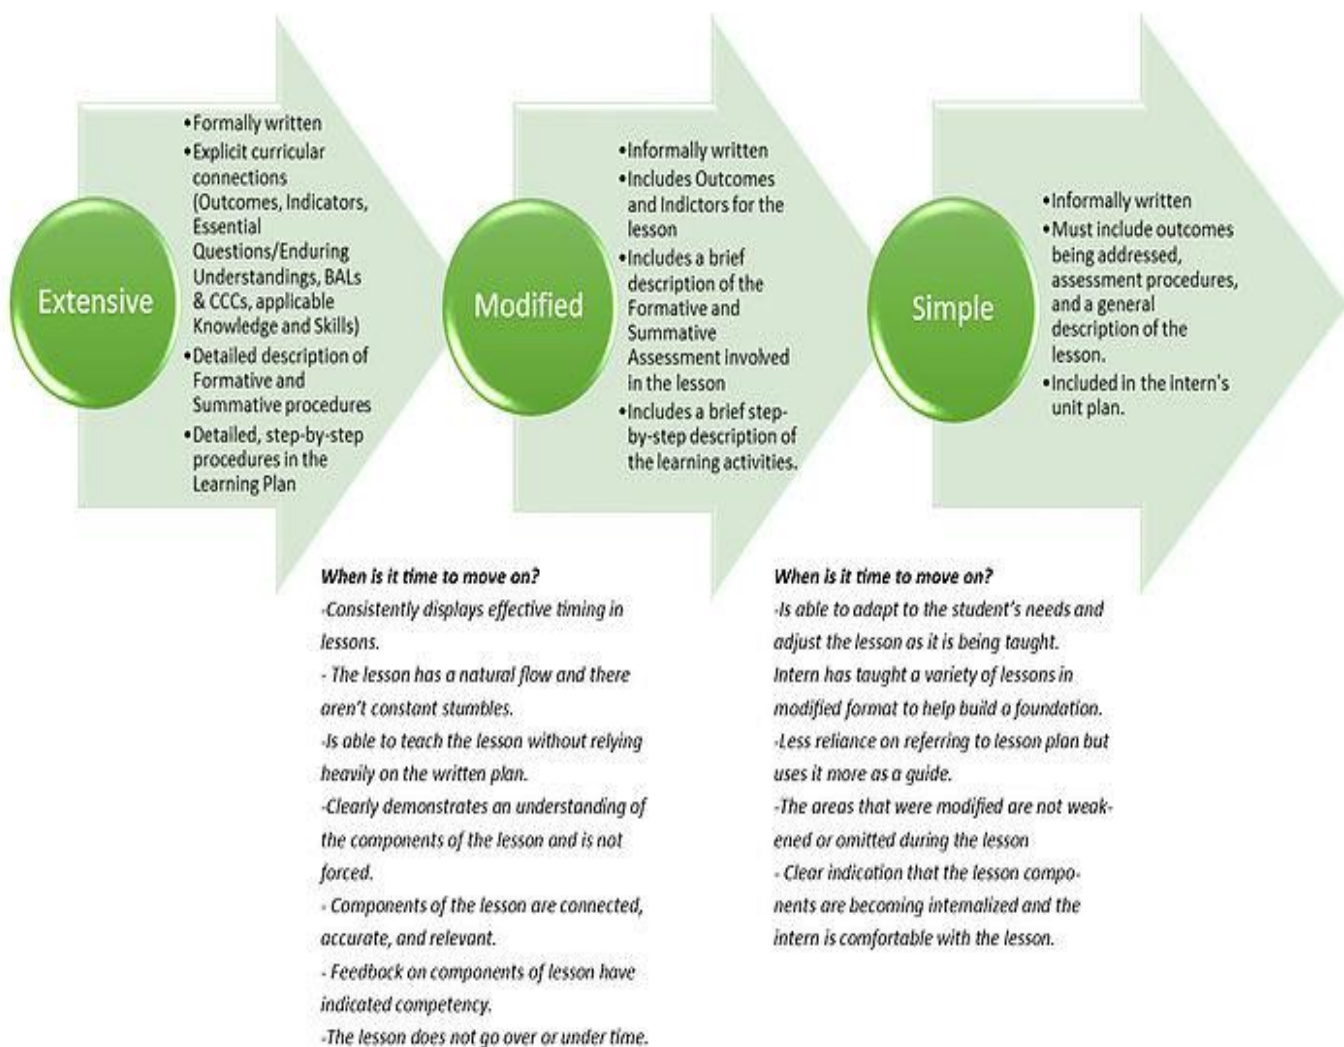 Extensive
•Formally written
•Explicit curricular
connections
(Outcomes, Indicators,
Essential
Questions/Enduring
Understandings, BALs
& CCCs, applicable
Knowledge and Skills)
•Detailed description of
Formative and
Summative procedures
•Detailed, step-by-step
procedures in the
Learning Plan
Modified
•Informally written
•Includes Outcomes
and Indictors for the
lesson
•Includes a brief
description of the
Formative and
Summative
Assessment involved
in the lesson
•Includes a brief step-
by-step description of
the learning activities.
Simple
•Informally written
•Must include outcomes
being addressed,
assessment procedures,
and a general
description of the
lesson.
•Included in the intern's
unit plan.
When is it time to move on?
-Consistently displays effective timing in
lessons.
- The lesson has a natural flow and there
aren't constant stumbles.
-Is able to teach the lesson without relying
heavily on the written plan.
-Clearly demonstrates an understanding of
the components of the lesson and is not
forced.
- Components of the lesson are connected,
accurate, and relevant.
- Feedback on components of lesson have
indicated competency.
-The lesson does not go over or under time.
When is it time to move on?
-Is able to adapt to the student's needs and
adjust the lesson as it is being taught.
Intern has taught a variety of lessons in
modified format to help build a foundation.
-Less reliance on referring to lesson plan but
uses it more as a guide.
-The areas that were modified are not weak-
ened or omitted during the lesson
- Clear indication that the lesson compo-
nents are becoming internalized and the
intern is comfortable with the lesson.